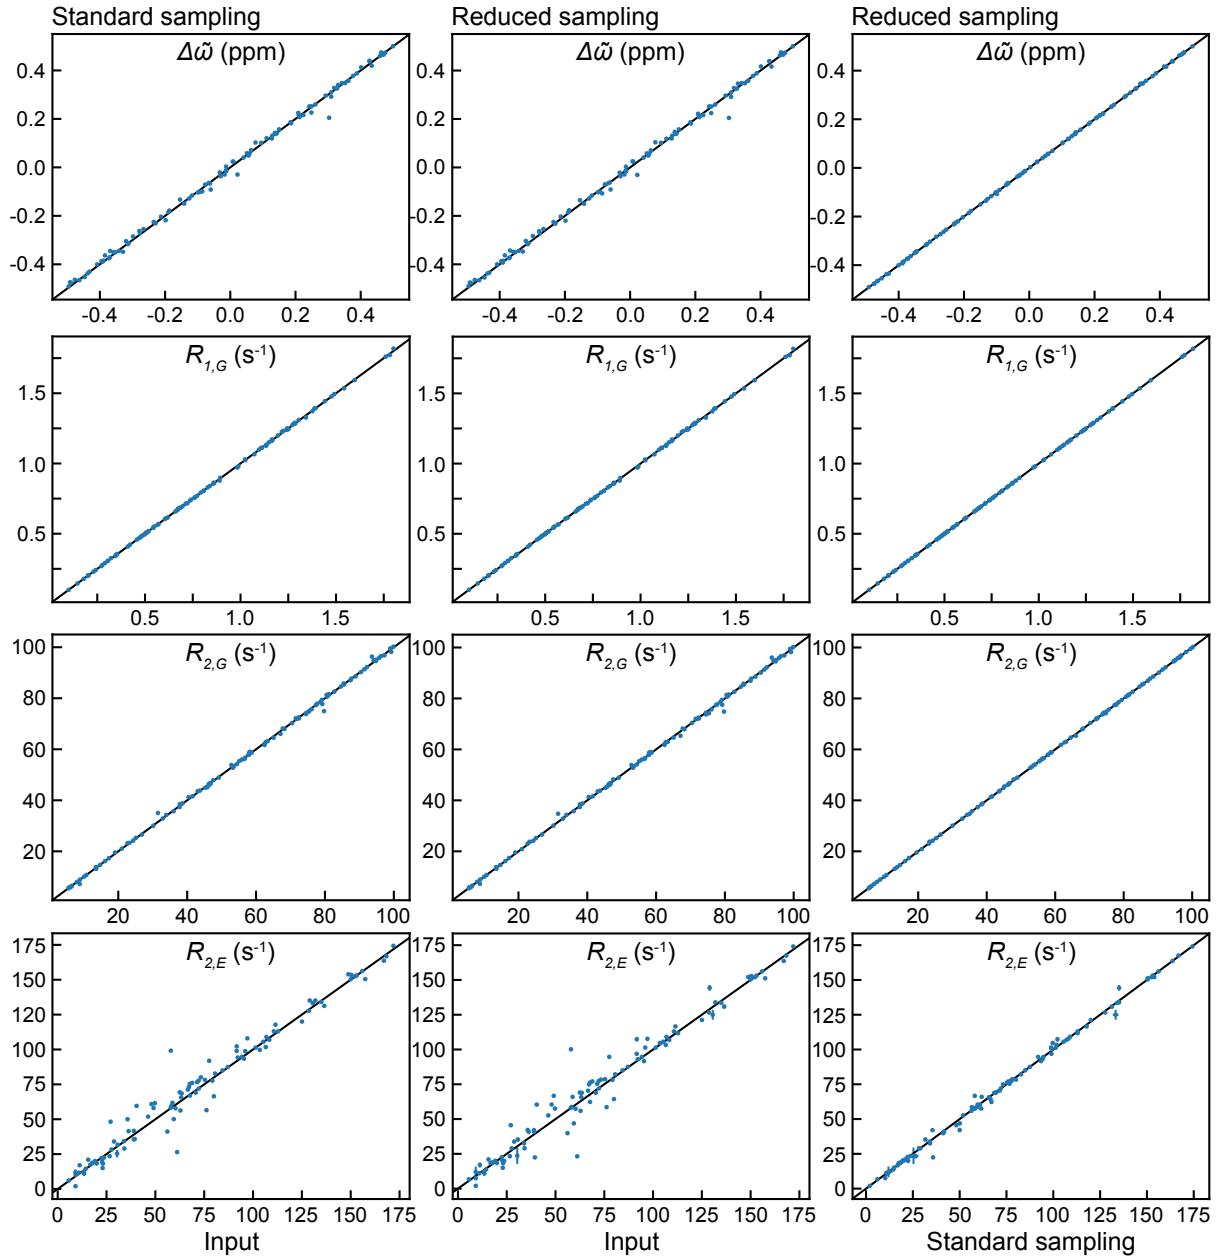 Standard sampling Reduced sampling Reduced sampling
Δω̃ (ppm) Δω̃ (ppm) Δω̃ (ppm)
0.4 0.4 0.4
0.2 0.2 0.2
0.0 0.0 0.0
-0.2 -0.2 -0.2
-0.4 -0.4 -0.4
-0.4 -0.2 0.0 0.2 0.4 -0.4 -0.2 0.0 0.2 0.4 -0.4 -0.2 0.0 0.2 0.4
R1,G (s-1) R1,G (s-1) R1,G (s-1)
1.5 1.5 1.5
1.0 1.0 1.0
0.5 0.5 0.5
0.5 1.0 1.5 0.5 1.0 1.5 0.5 1.0 1.5
R2,G (s-1) R2,G (s-1) R2,G (s-1)
100 100 100
80 80 80
60 60 60
40 40 40
20 20 20
20 40 60 80 100 20 40 60 80 100 20 40 60 80 100
R2,E (s-1) R2,E (s-1) R2,E (s-1)
175 175 175
150 150 150
125 125 125
100 100 100
75 75 75
50 50 50
25 25 25
0 0 0
0 25 50 75 100 125 150 175 0 25 50 75 100 125 150 175 0 25 50 75 100 125 150 175
Input Input Standard sampling